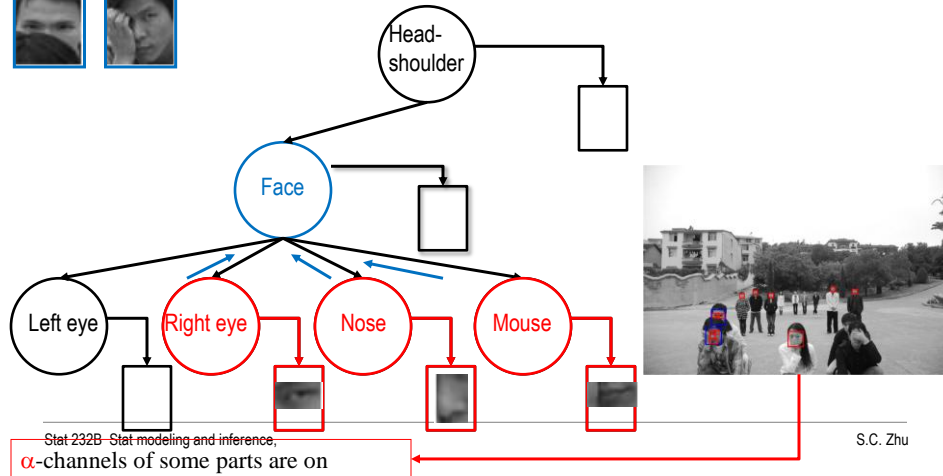 Head-
shoulder
Face
Left eye
Right eye
Nose
Mouse
Stat 232B Stat modeling and inference,
S.C. Zhu
α-channels of some parts are on